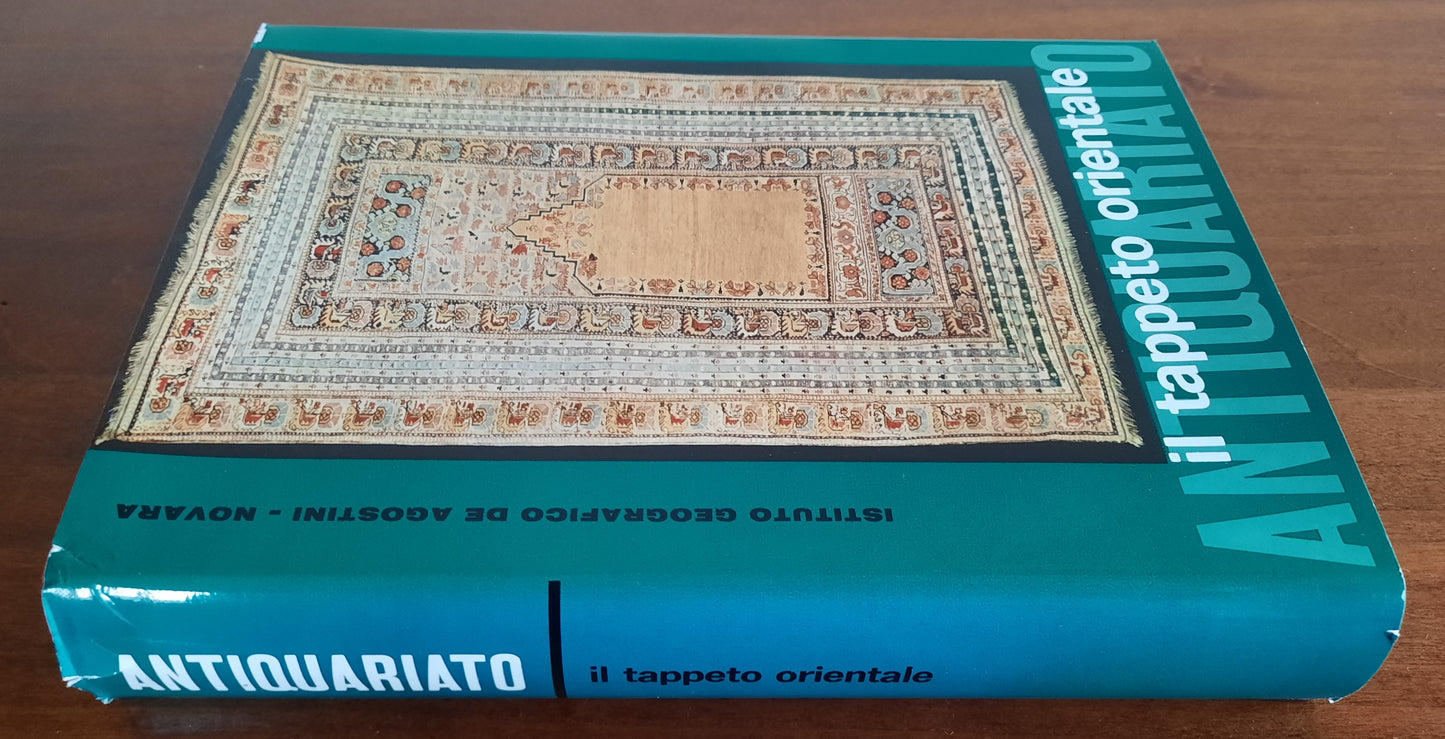 ANTIQUARIATO
il tappeto orientale
ISTITUTO GEOGRAFICO DE AGOSTINI - NOVARA
ANTIQUARIATO
il tappeto orientale